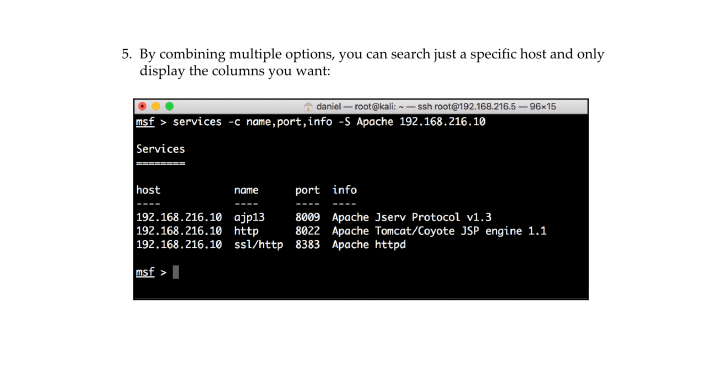 5. By combining multiple options, you can search just a specific host and only
display the columns you want:
daniel — root@kali: ~ — ssh root@192.168.216.5 — 96×15
msf > services -c name,port,info -S Apache 192.168.216.10
Services
========
host name port info
---- ---- ---- ----
192.168.216.10 ajp13 8009 Apache Jserv Protocol v1.3
192.168.216.10 http 8022 Apache Tomcat/Coyote JSP engine 1.1
192.168.216.10 ssl/http 8383 Apache httpd
msf >